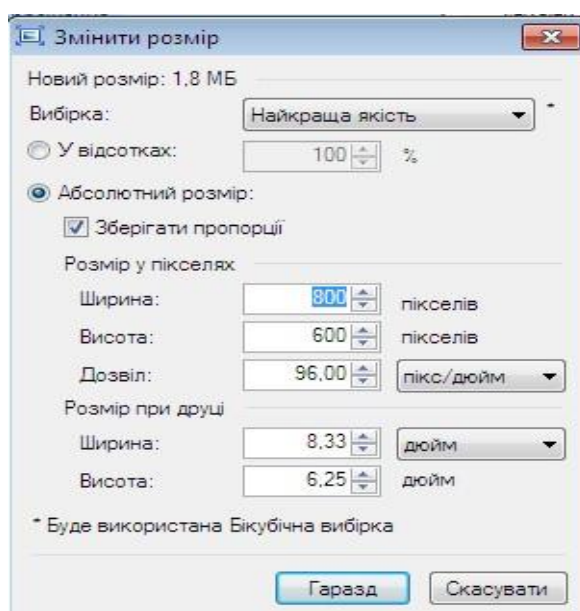 Змінити розмір
Новий розмір: 1,8 МБ
Вибірка: Найкраща якість *
У відсотках: 100 %
Абсолютний розмір:
Зберігати пропорції
Розмір у пікселях
Ширина: 800 пікселів
Висота: 600 пікселів
Дозвіл: 96,00 пікс/дюйм
Розмір при друці
Ширина: 8,33 дюйм
Висота: 6,25 дюйм
* Буде використана Бікубічна вибірка
Гаразд Скасувати